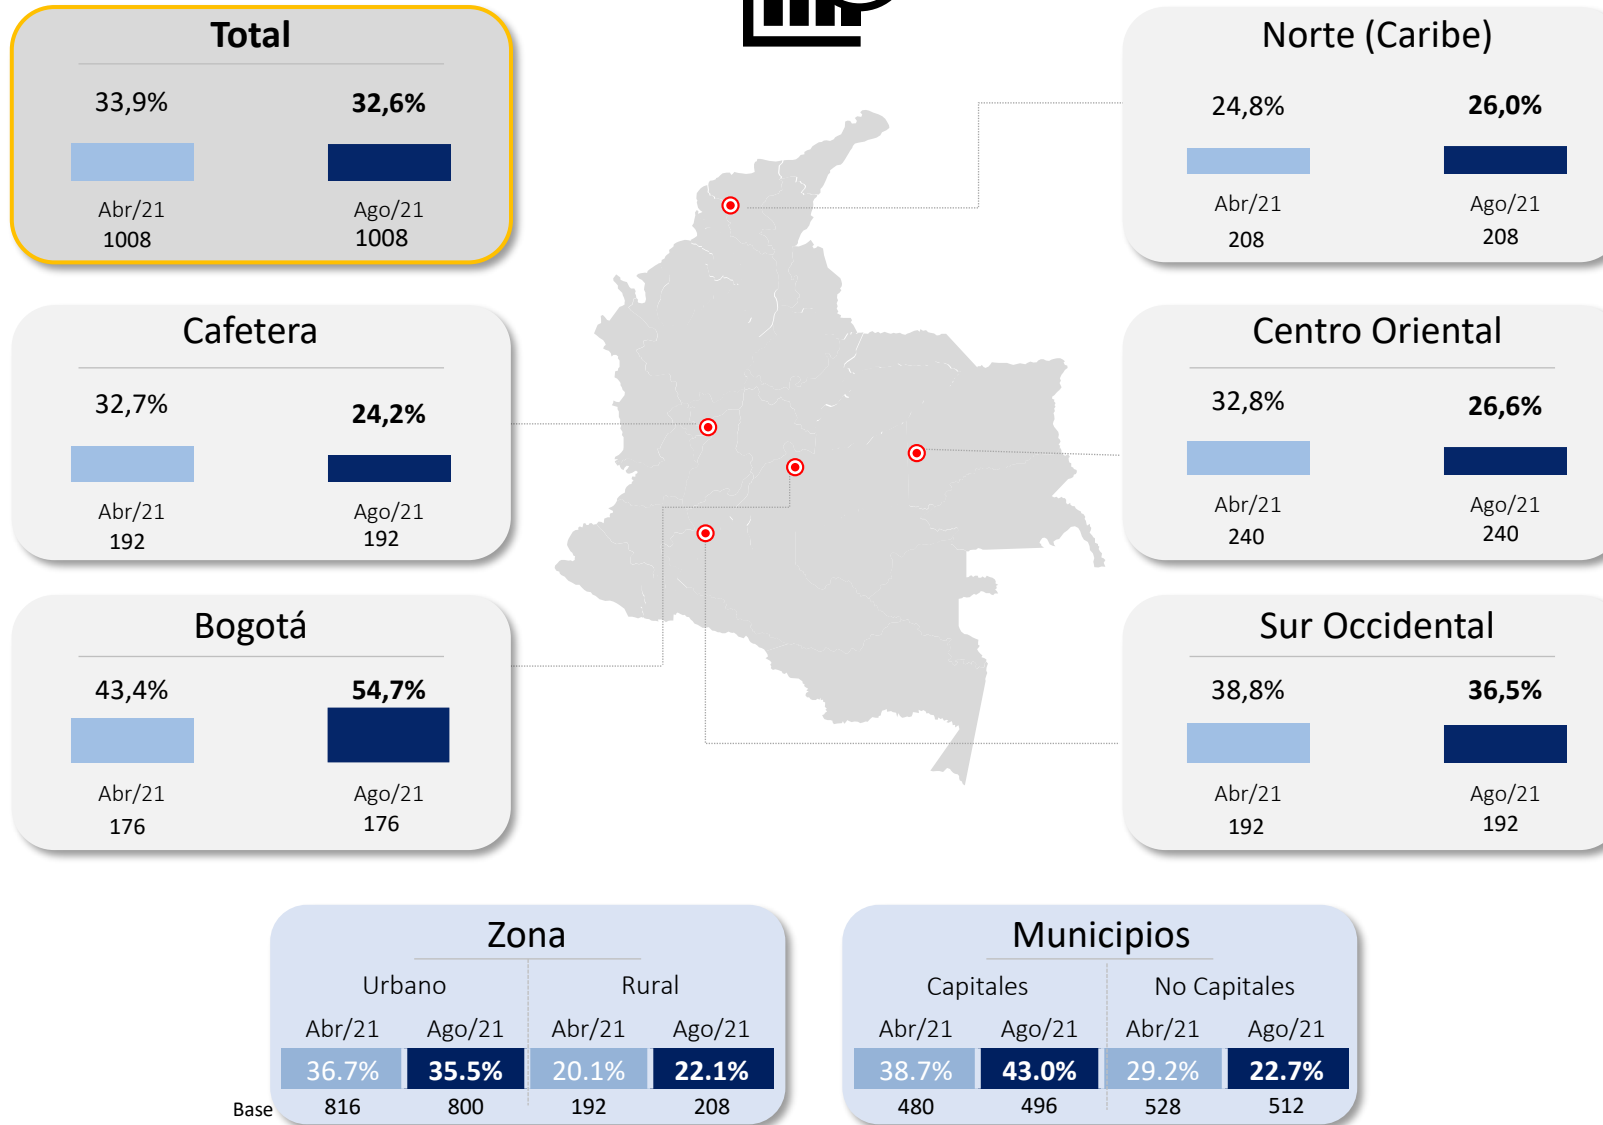 Total
33,9% 32,6%
Abr/21 Ago/21
1008 1008
Norte (Caribe)
24,8% 26,0%
Abr/21 Ago/21
208 208
Cafetera
32,7% 24,2%
Abr/21 Ago/21
192 192
Centro Oriental
32,8% 26,6%
Abr/21 Ago/21
240 240
Bogotá
43,4% 54,7%
Abr/21 Ago/21
176 176
Sur Occidental
38,8% 36,5%
Abr/21 Ago/21
192 192
Zona
Urbano Rural
Abr/21 Ago/21 Abr/21 Ago/21
36.7% 35.5% 20.1% 22.1%
Base 816 800 192 208
Municipios
Capitales No Capitales
Abr/21 Ago/21 Abr/21 Ago/21
38.7% 43.0% 29.2% 22.7%
480 496 528 512